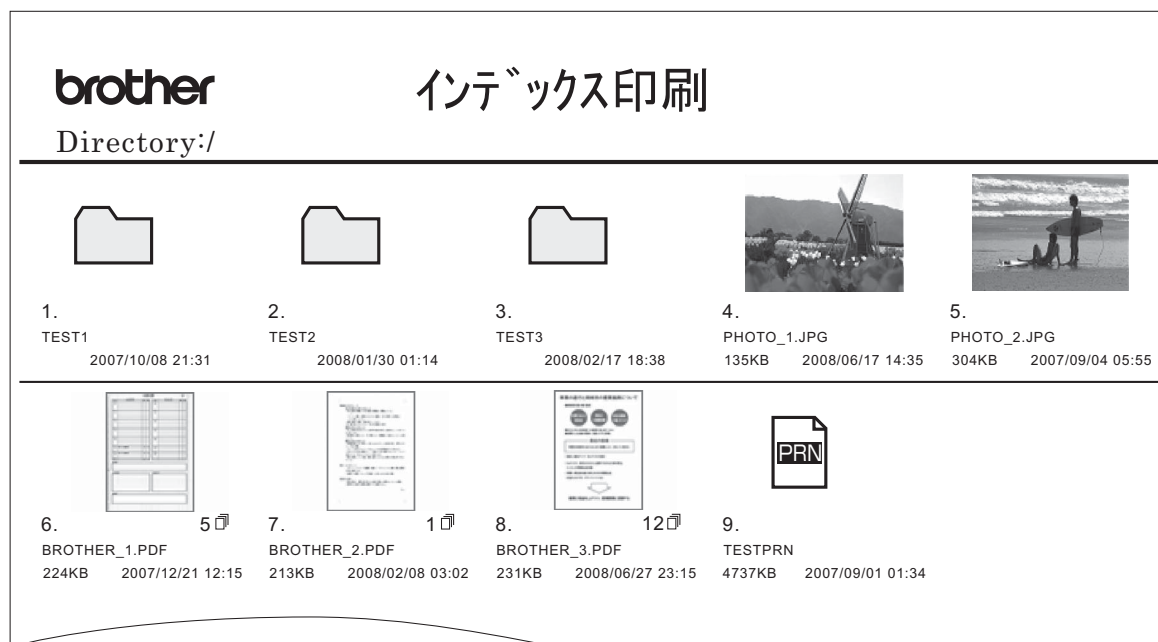 brother
インデックス印刷
Directory:/
1.
TEST1
2007/10/08 21:31
2.
TEST2
2008/01/30 01:14
3.
TEST3
2008/02/17 18:38
4.
PHOTO_1.JPG
135KB 2008/06/17 14:35
5.
PHOTO_2.JPG
304KB 2007/09/04 05:55
6. 5
BROTHER_1.PDF
224KB 2007/12/21 12:15
7. 1
BROTHER_2.PDF
213KB 2008/02/08 03:02
8. 12
BROTHER_3.PDF
231KB 2008/06/27 23:15
PRN
9.
TESTPRN
4737KB 2007/09/01 01:34